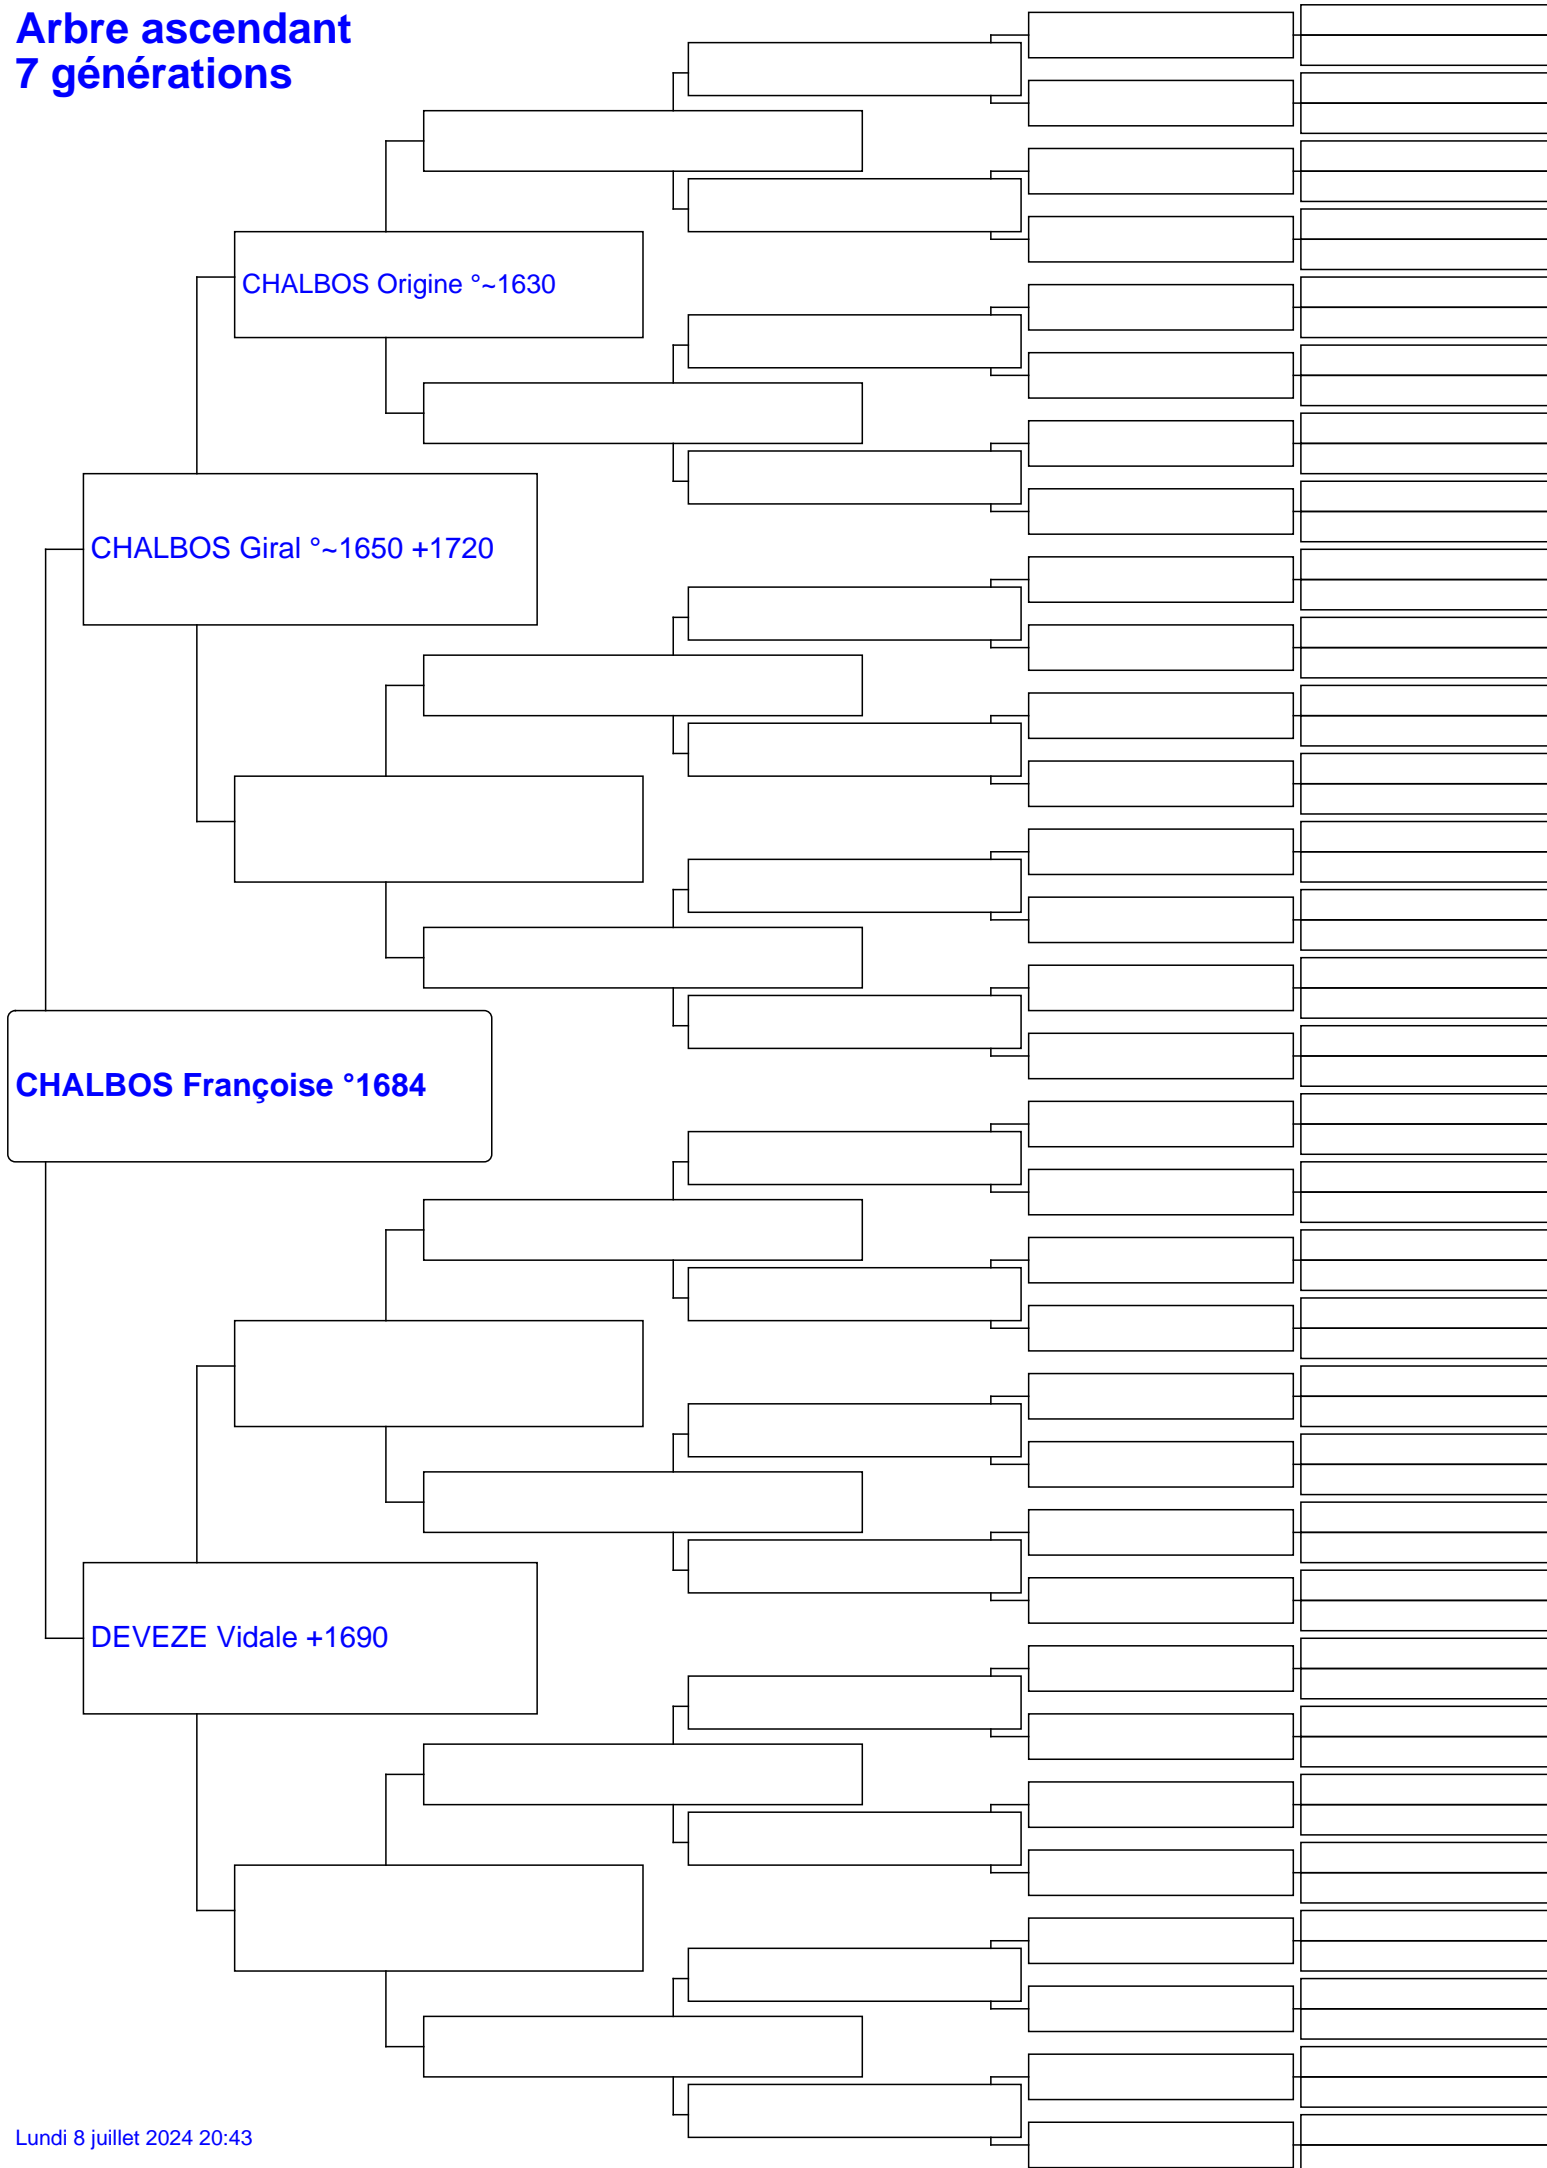 Arbre ascendant
7 générations
CHALBOS Origine °~1630
CHALBOS Giral °~1650 +1720
CHALBOS Françoise °1684
DEVEZE Vidale +1690
Lundi 8 juillet 2024 20:43